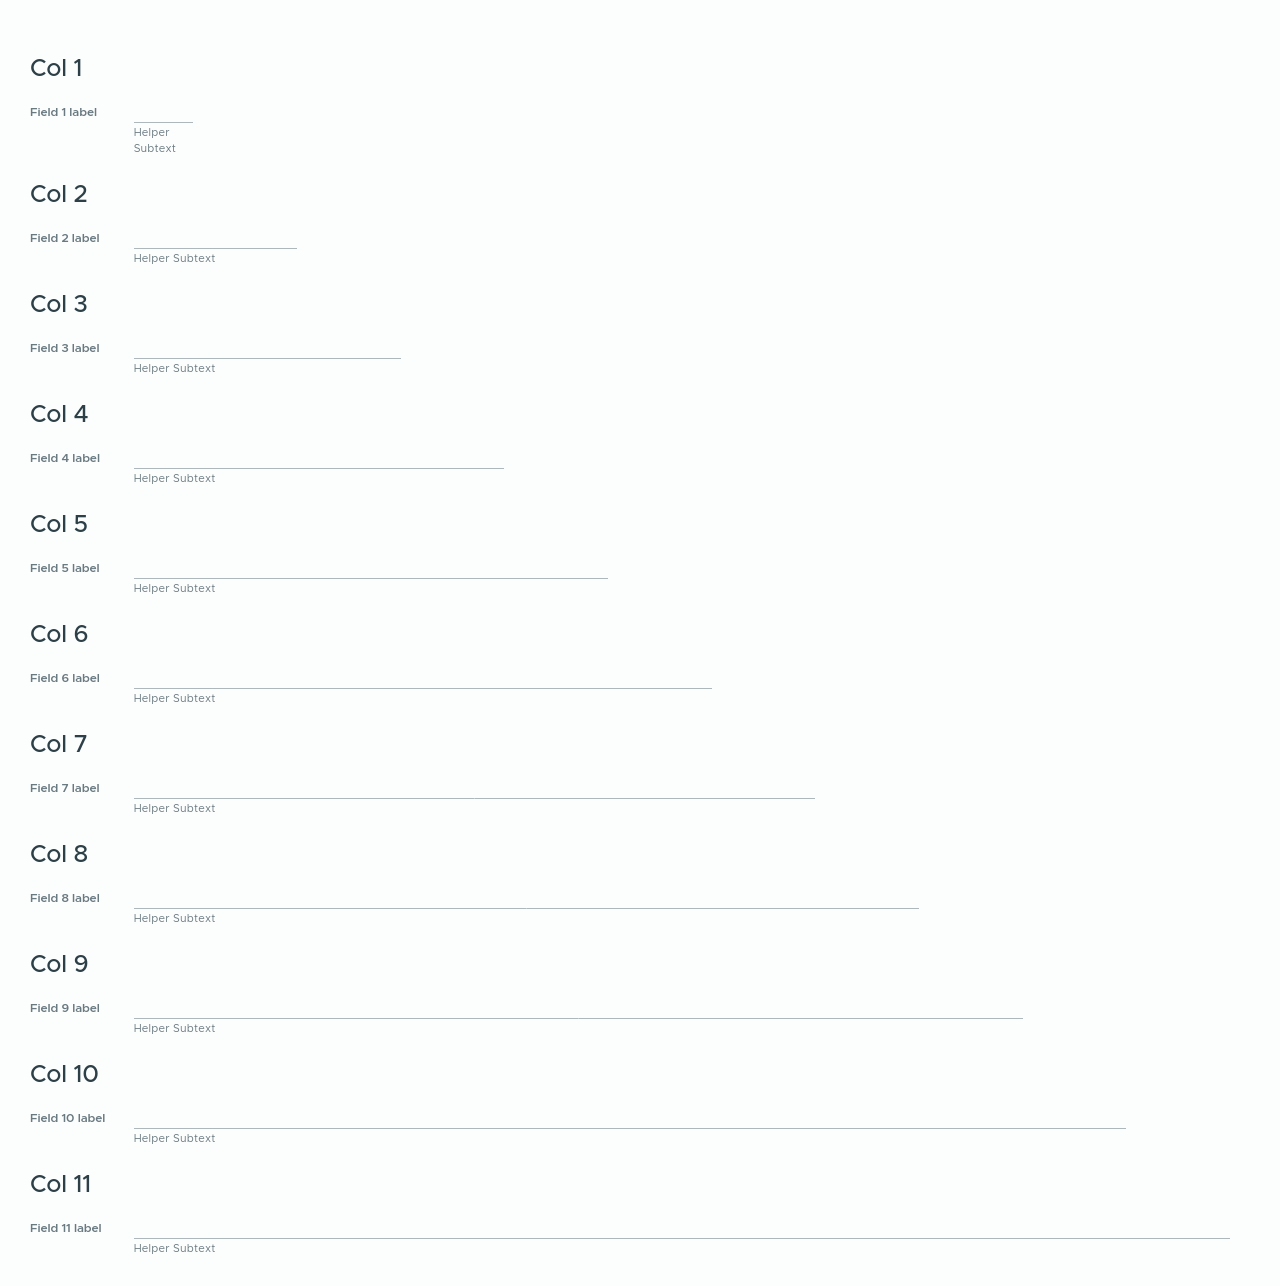 Col 1
Field 1 label
Helper
Subtext
Col 2
Field 2 label
Helper Subtext
Col 3
Field 3 label
Helper Subtext
Col 4
Field 4 label
Helper Subtext
Col 5
Field 5 label
Helper Subtext
Col 6
Field 6 label
Helper Subtext
Col 7
Field 7 label
Helper Subtext
Col 8
Field 8 label
Helper Subtext
Col 9
Field 9 label
Helper Subtext
Col 10
Field 10 label
Helper Subtext
Col 11
Field 11 label
Helper Subtext